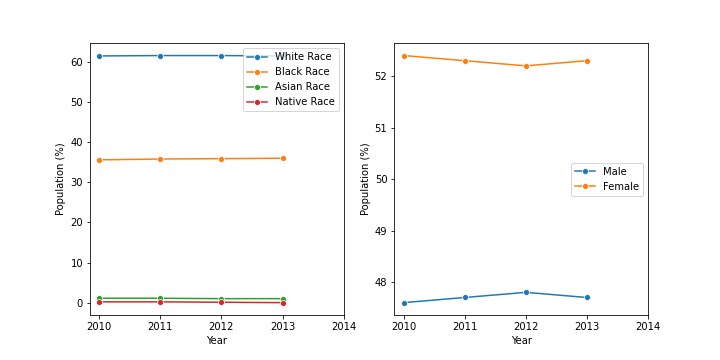 60
50
40
30
20
10
0
Population (%)
2010 2011 2012 2013 2014
Year
White Race
Black Race
Asian Race
Native Race
52
51
50
49
48
Population (%)
2010 2011 2012 2013 2014
Year
Male
Female